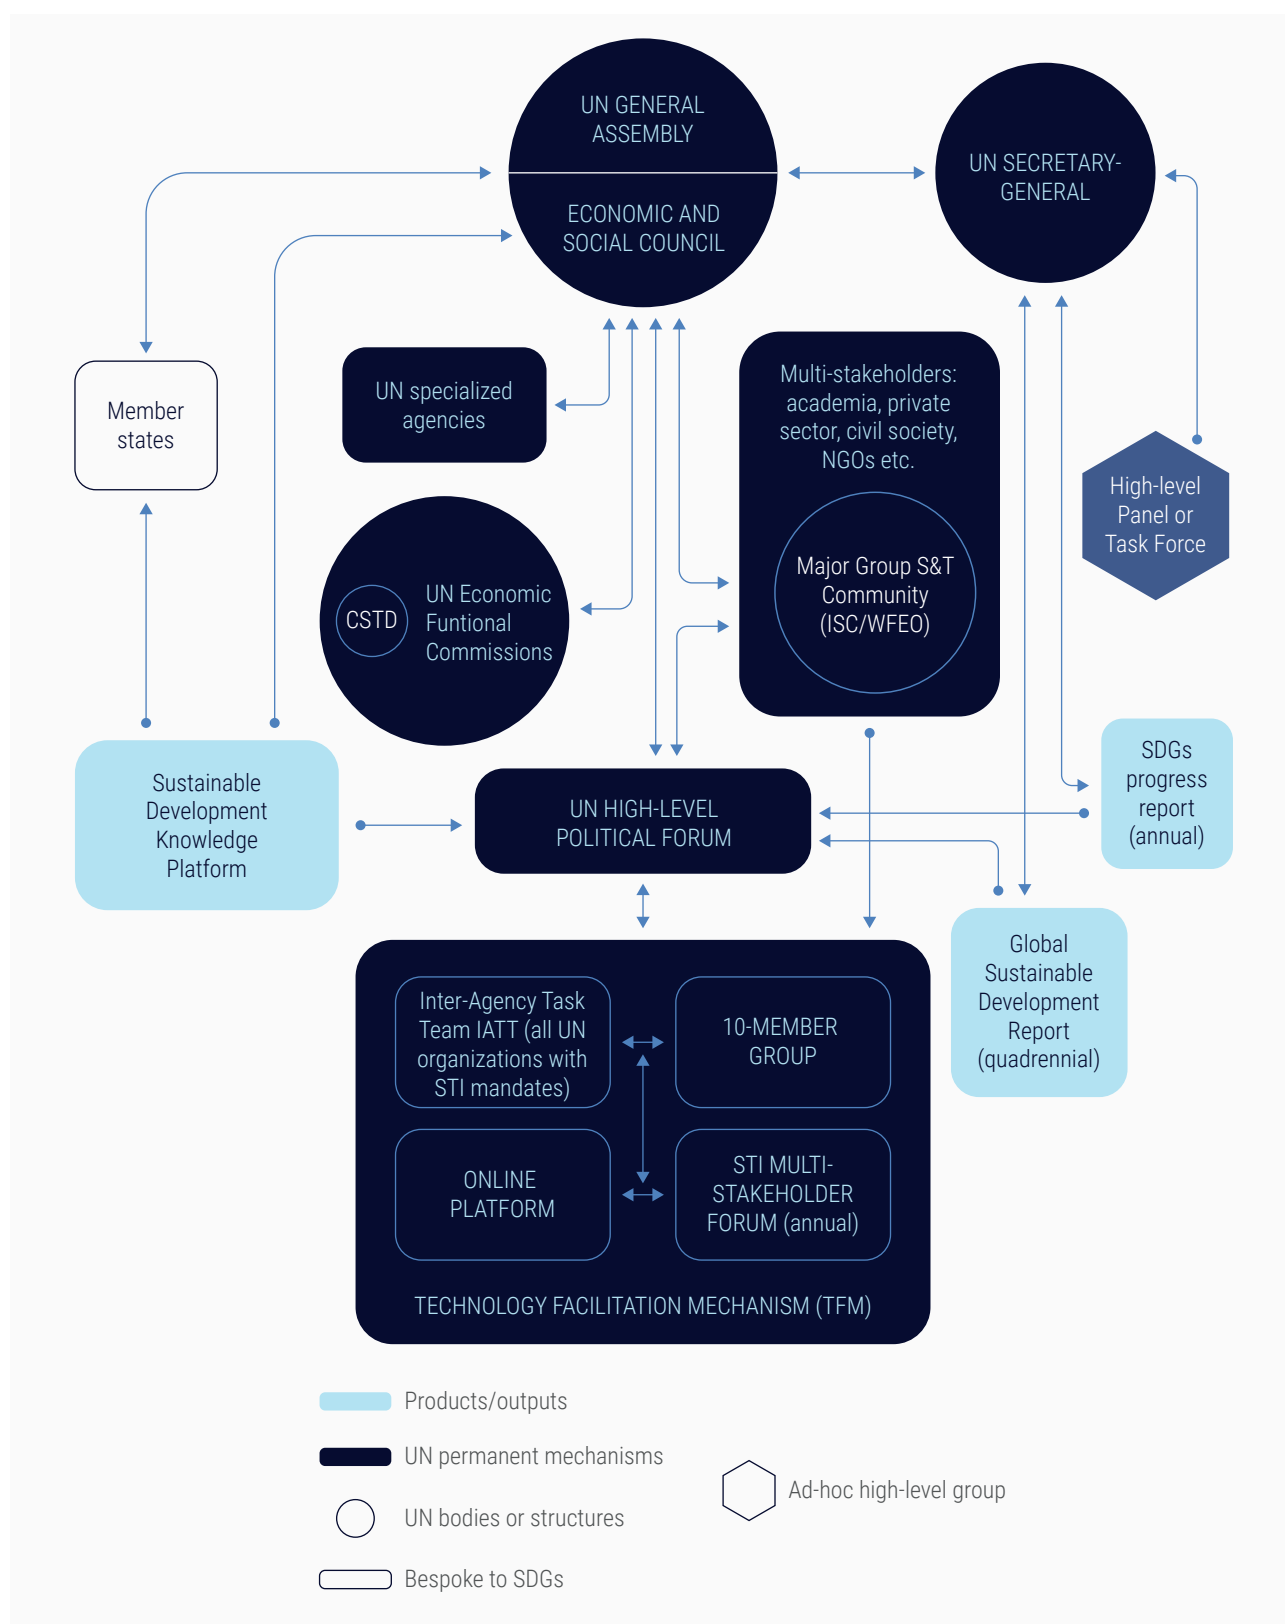 UN GENERAL
ASSEMBLY
ECONOMIC AND
SOCIAL COUNCIL
UN SECRETARY-
GENERAL
Member
states
UN specialized
agencies
Multi-stakeholders:
academia, private
sector, civil society,
NGOs etc.
Major Group S&T
Community
(ISC/WFEO)
High-level
Panel or
Task Force
CSTD
UN Economic
Funtional
Commissions
Sustainable
Development
Knowledge
Platform
UN HIGH-LEVEL
POLITICAL FORUM
SDGs
progress
report
(annual)
Global
Sustainable
Development
Report
(quadrennial)
Inter-Agency Task
Team IATT (all UN
organizations with
STI mandates)
10-MEMBER
GROUP
ONLINE
PLATFORM
STI MULTI-
STAKEHOLDER
FORUM (annual)
TECHNOLOGY FACILITATION MECHANISM (TFM)
Products/outputs
UN permanent mechanisms
UN bodies or structures
Bespoke to SDGs
Ad-hoc high-level group